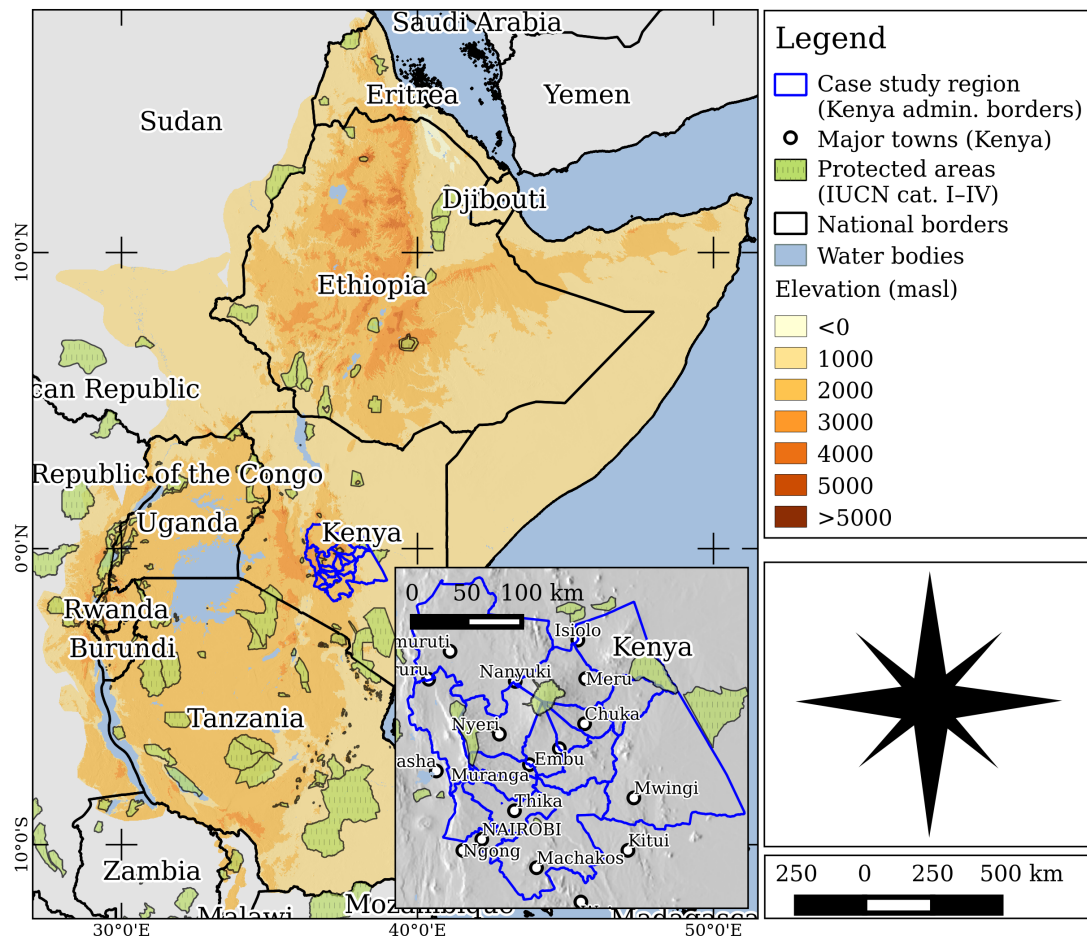 Saudi Arabia
Eritrea
Yemen
Sudan
Djibouti
10°0'N
Ethiopia
can Republic
Republic of the Congo
Uganda
Kenya
0°0'N
Rwanda
Burundi
Tanzania
10°0'S
Zambia
Malawi
Mozambique
Madagasca
30°0'E
40°0'E
50°0'E
0 50 100 km
Isiolo
muruti
Kenya
ruru
Nanyuki
Meru
Nyeri
Chuka
asha
Embu
Muranga
Mwingi
Thika
NAIROBI
Ngong
Kitui
Machakos
Legend
Case study region
(Kenya admin. borders)
Major towns (Kenya)
Protected areas
(IUCN cat. I–IV)
National borders
Water bodies
Elevation (masl)
<0
1000
2000
3000
4000
5000
>5000
250 0 250 500 km